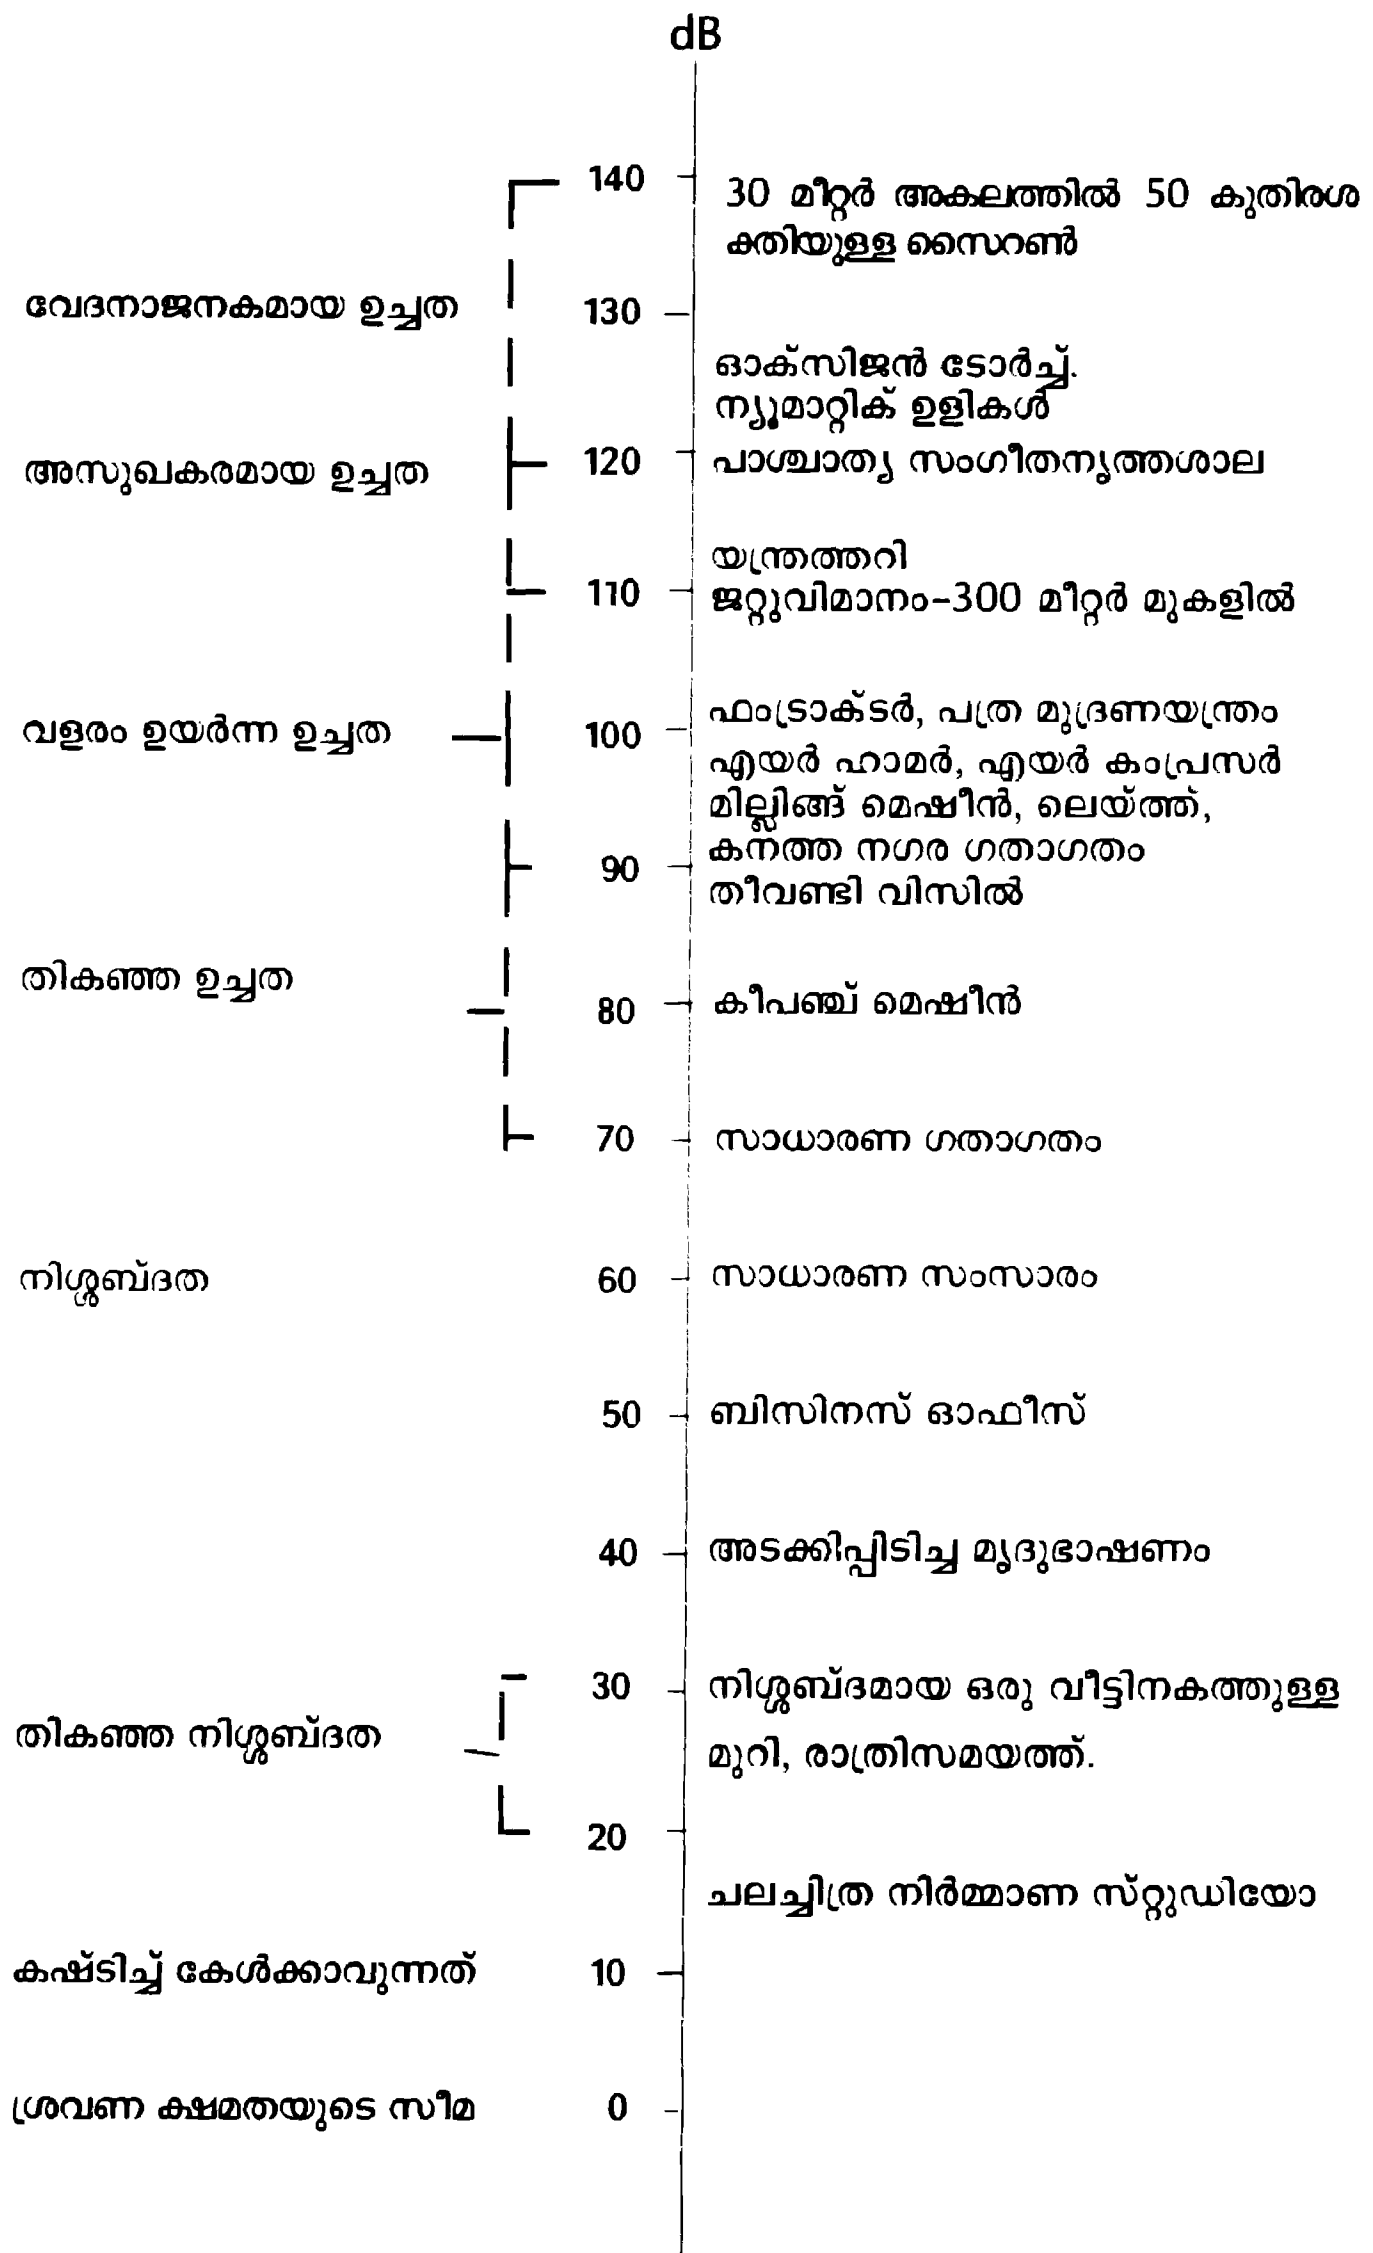 dB
140
30 മീറ്റർ അകലത്തിൽ 50 കുതിരശ
ക്തിയുള്ള സൈറൺ
വേദനാജനകമായ ഉച്ചത
130
ഓക്സിജൻ ടോർച്ച്.
ന്യൂമാറ്റിക് ഉളികൾ
അസുഖകരമായ ഉച്ചത
120
പാശ്ചാത്യ സംഗീതനൃത്തശാല
യന്ത്രത്തറി
110
ജറ്റുവിമാനം-300 മീറ്റർ മുകളിൽ
ഫംട്രാക്ടർ, പത്ര മുദ്രണയന്ത്രം
വളരം ഉയർന്ന ഉച്ചത
100
എയർ ഹാമർ, എയർ കംപ്രസർ
മില്ലിങ്ങ് മെഷീൻ, ലെയ്ത്ത്,
കനത്ത നഗര ഗതാഗതം
90
തീവണ്ടി വിസിൽ
തികഞ്ഞ ഉച്ചത
80
കീപഞ്ച് മെഷീൻ
70
സാധാരണ ഗതാഗതം
നിശ്ശബ്ദത
60
സാധാരണ സംസാരം
50
ബിസിനസ് ഓഫീസ്
40
അടക്കിപ്പിടിച്ച മൃദുഭാഷണം
30
നിശ്ശബ്ദമായ ഒരു വീട്ടിനകത്തുള്ള
തികഞ്ഞ നിശ്ശബ്ദത
മുറി, രാത്രിസമയത്ത്.
20
ചലച്ചിത്ര നിർമ്മാണ സ്റ്റുഡിയോ
കഷ്ടിച്ച് കേൾക്കാവുന്നത്
10
ശ്രവണ ക്ഷമതയുടെ സീമ
0